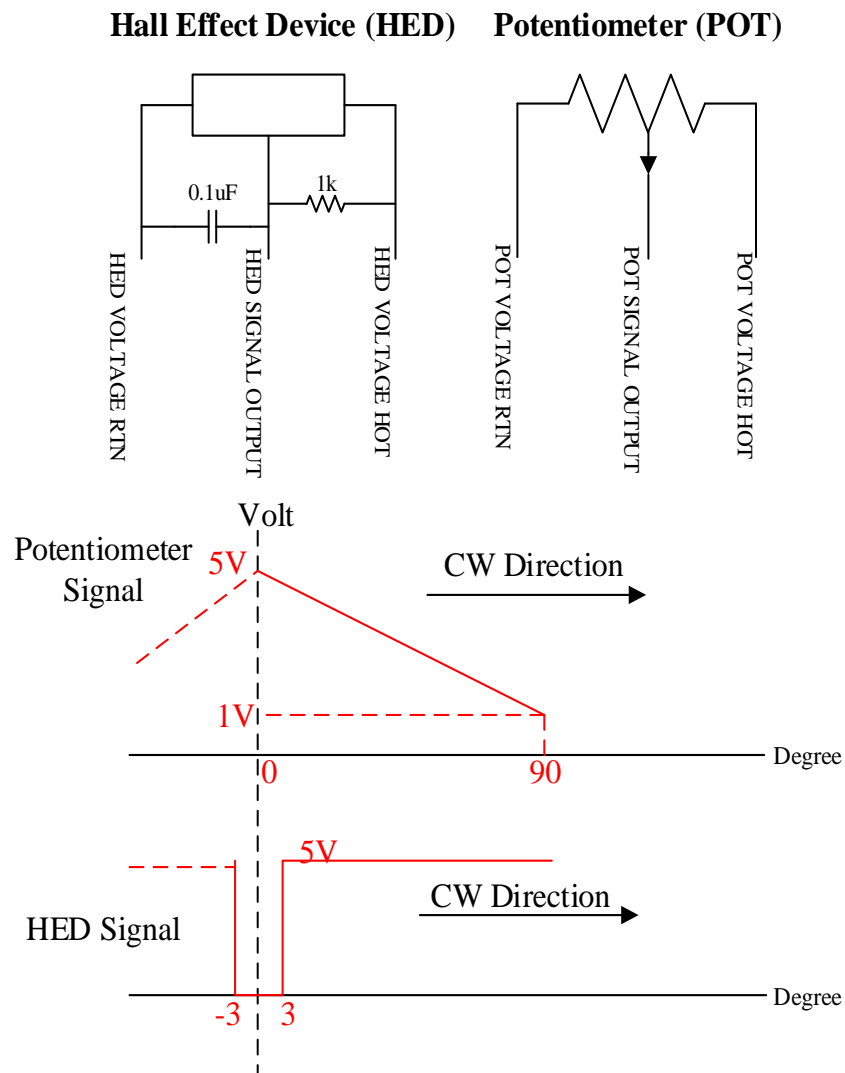 Hall Effect Device (HED)
Potentiometer (POT)
0.1uF
1k
HED VOLTAGE RTN
HED SIGNAL OUTPUT
HED VOLTAGE HOT
POT VOLTAGE RTN
POT SIGNAL OUTPUT
POT VOLTAGE HOT
Volt
Potentiometer
Signal
5V
CW Direction
1V
0
90
Degree
5V
HED Signal
CW Direction
-3
3
Degree